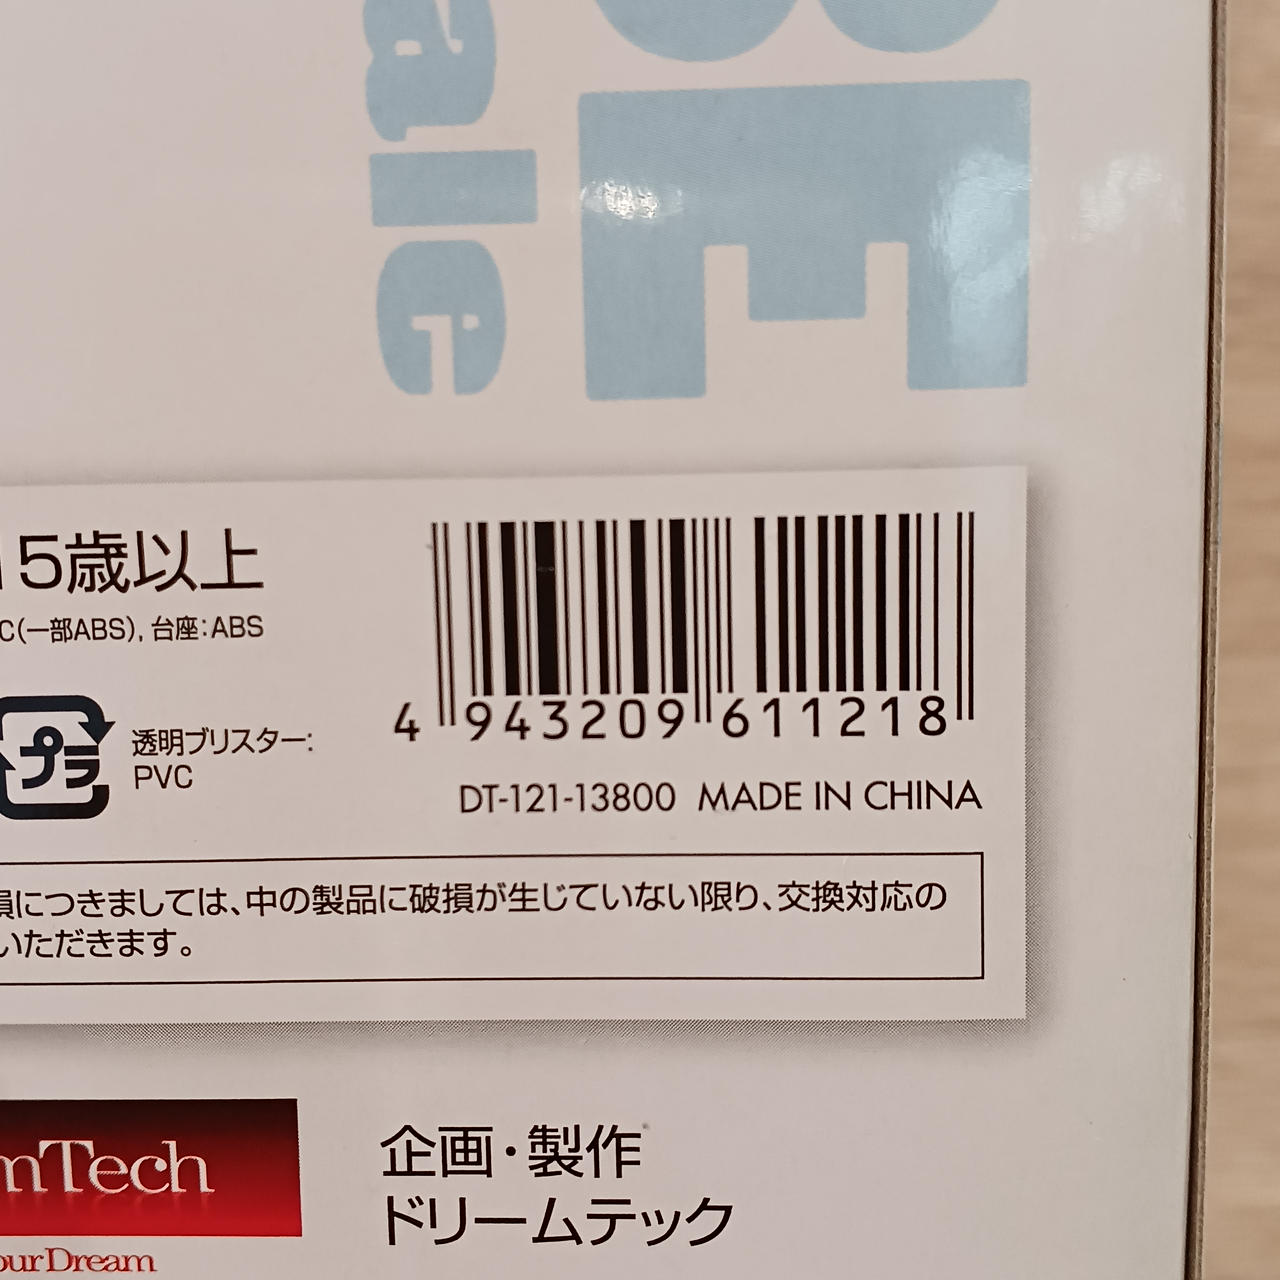 ale
BE
15歳以上
C(一部ABS), 台座:ABS
プラ
透明ブリスター:
PVC
4 943209 611218
DT-121-13800 MADE IN CHINA
損につきましては、中の製品に破損が生じていない限り、交換対応の
いただきます。
mTech
our Dream
企画・製作
ドリームテック